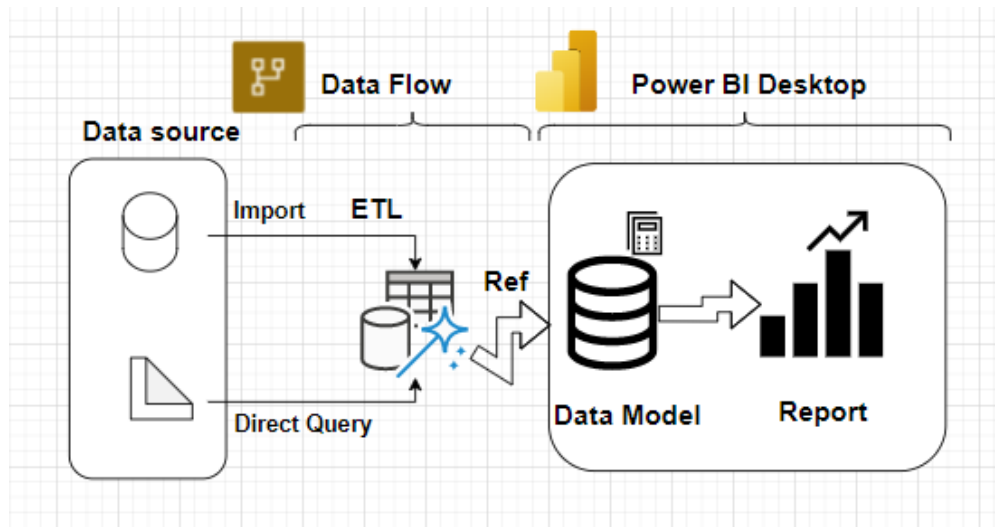 Data Flow
Power BI Desktop
Data source
Import
ETL
Ref
Direct Query
Data Model
Report